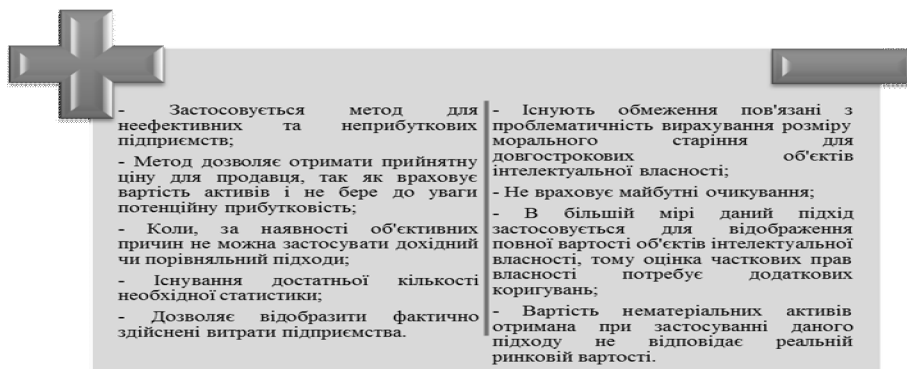 - Застосовується метод для
неефективних та неприбуткових
підприємств;
- Метод дозволяє отримати прийнятну
ціну для продавця, так як враховує
вартість активів і не бере до уваги
потенційну прибутковість;
- Коли, за наявності об'єктивних
причин не можна застосувати дохідний
чи порівняльний підходи;
- Існування достатньої кількості
необхідної статистики;
- Дозволяє відобразити фактично
здійснені витрати підприємства.
- Існують обмеження пов'язані з
проблематичність вирахування розміру
морального старіння для
довгострокових об'єктів
інтелектуальної власності;
- Не враховує майбутні очикування;
- В більшій мірі даний підхід
застосовується для відображення
повної вартості об'єктів інтелектуальної
власності, тому оцінка часткових прав
власності потребує додаткових
коригувань;
- Вартість нематеріальних активів
отримана при застосуванні даного
підходу не відповідає реальній
ринковій вартості.